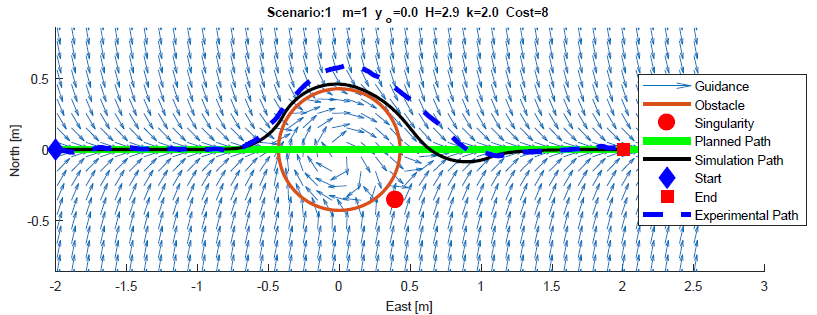 Scenario:1 m=1 y_o=0.0 H=2.9 k=2.0 Cost=8
North [m]
0.5
0
-0.5
-2
-1.5
-1
-0.5
0
0.5
1
1.5
2
2.5
3
East [m]
Guidance
Obstacle
Singularity
Planned Path
Simulation Path
Start
End
Experimental Path